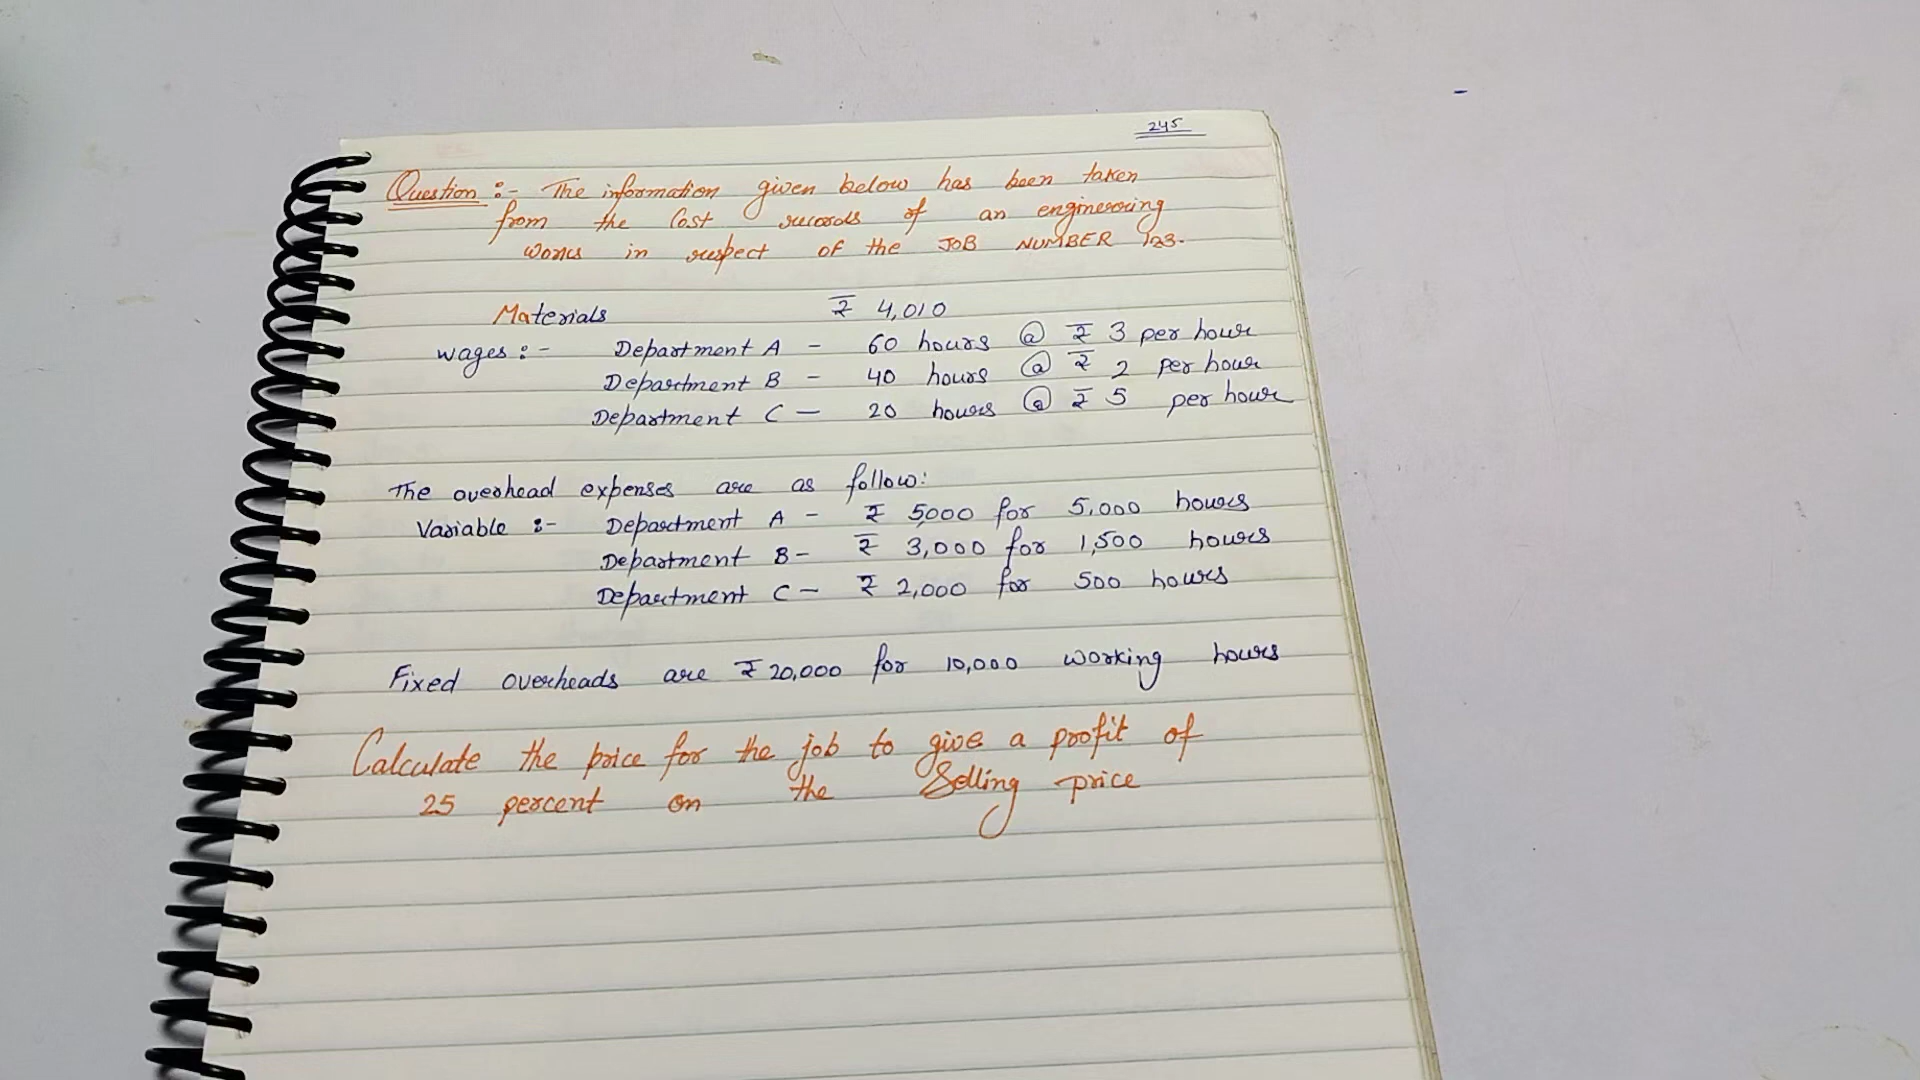 245
Question :- The information given below has been taken
from the Cost records of an engineering
works in respect of the JOB NUMBER 123.
Materials ₹ 4,010
wages :- Department A - 60 hours @ ₹ 3 per hour
Department B - 40 hours @ ₹ 2 per hour
Department C - 20 hours @ ₹ 5 per hour
The overhead expenses are as follow:
Variable :- Department A - ₹ 5,000 for 5,000 hours
Department B - ₹ 3,000 for 1,500 hours
Department C - ₹ 2,000 for 500 hours
Fixed overheads are ₹ 20,000 for 10,000 working hours
Calculate the price for the job to give a profit of
25 percent on the Selling price